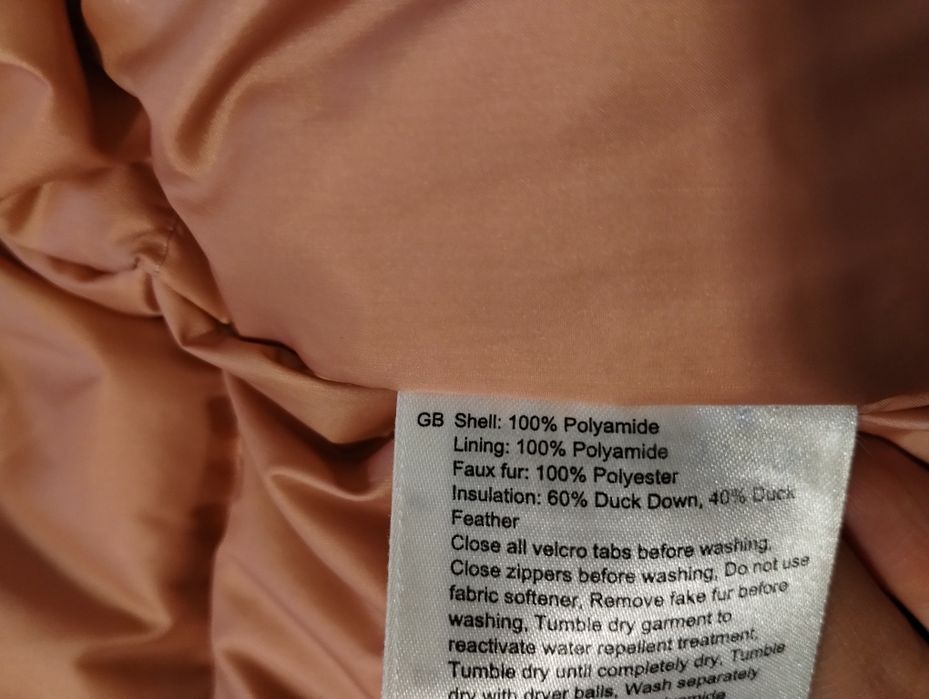 GB Shell: 100% Polyamide
Lining: 100% Polyamide
Faux fur: 100% Polyester
Insulation: 60% Duck Down, 40% Duck
Feather
Close all velcro tabs before washing,
Close zippers before washing, Do not use
fabric softener, Remove fake fur before
washing, Tumble dry garment to
reactivate water repellent treatment,
Tumble dry until completely dry, Tumble
dry with dryer balls, Wash separately